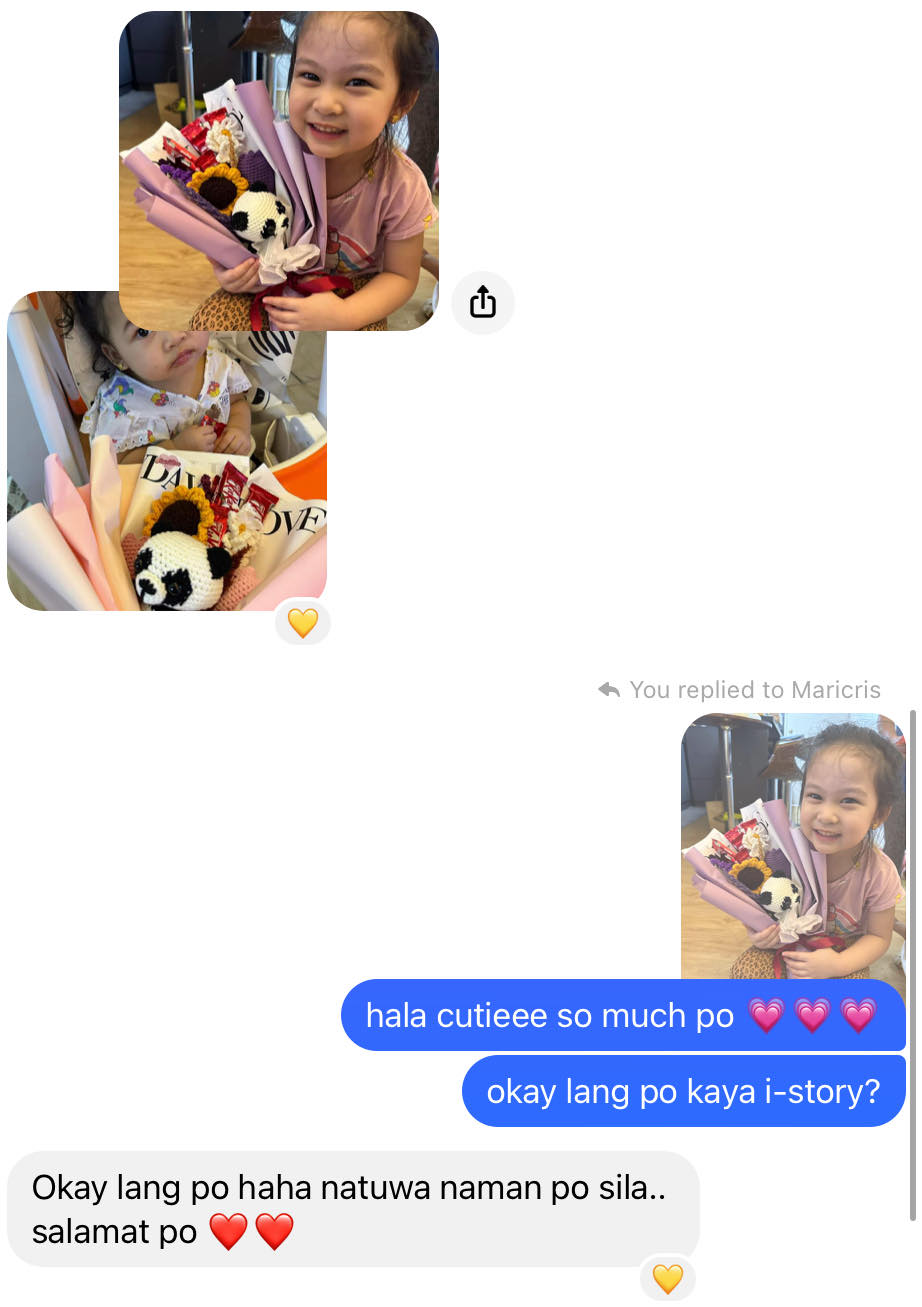 DAW
OVE
You replied to Maricris
hala cutieee so much po 💗💗💗
okay lang po kaya i-story?
Okay lang po haha natuwa naman po sila..
salamat po ❤️❤️